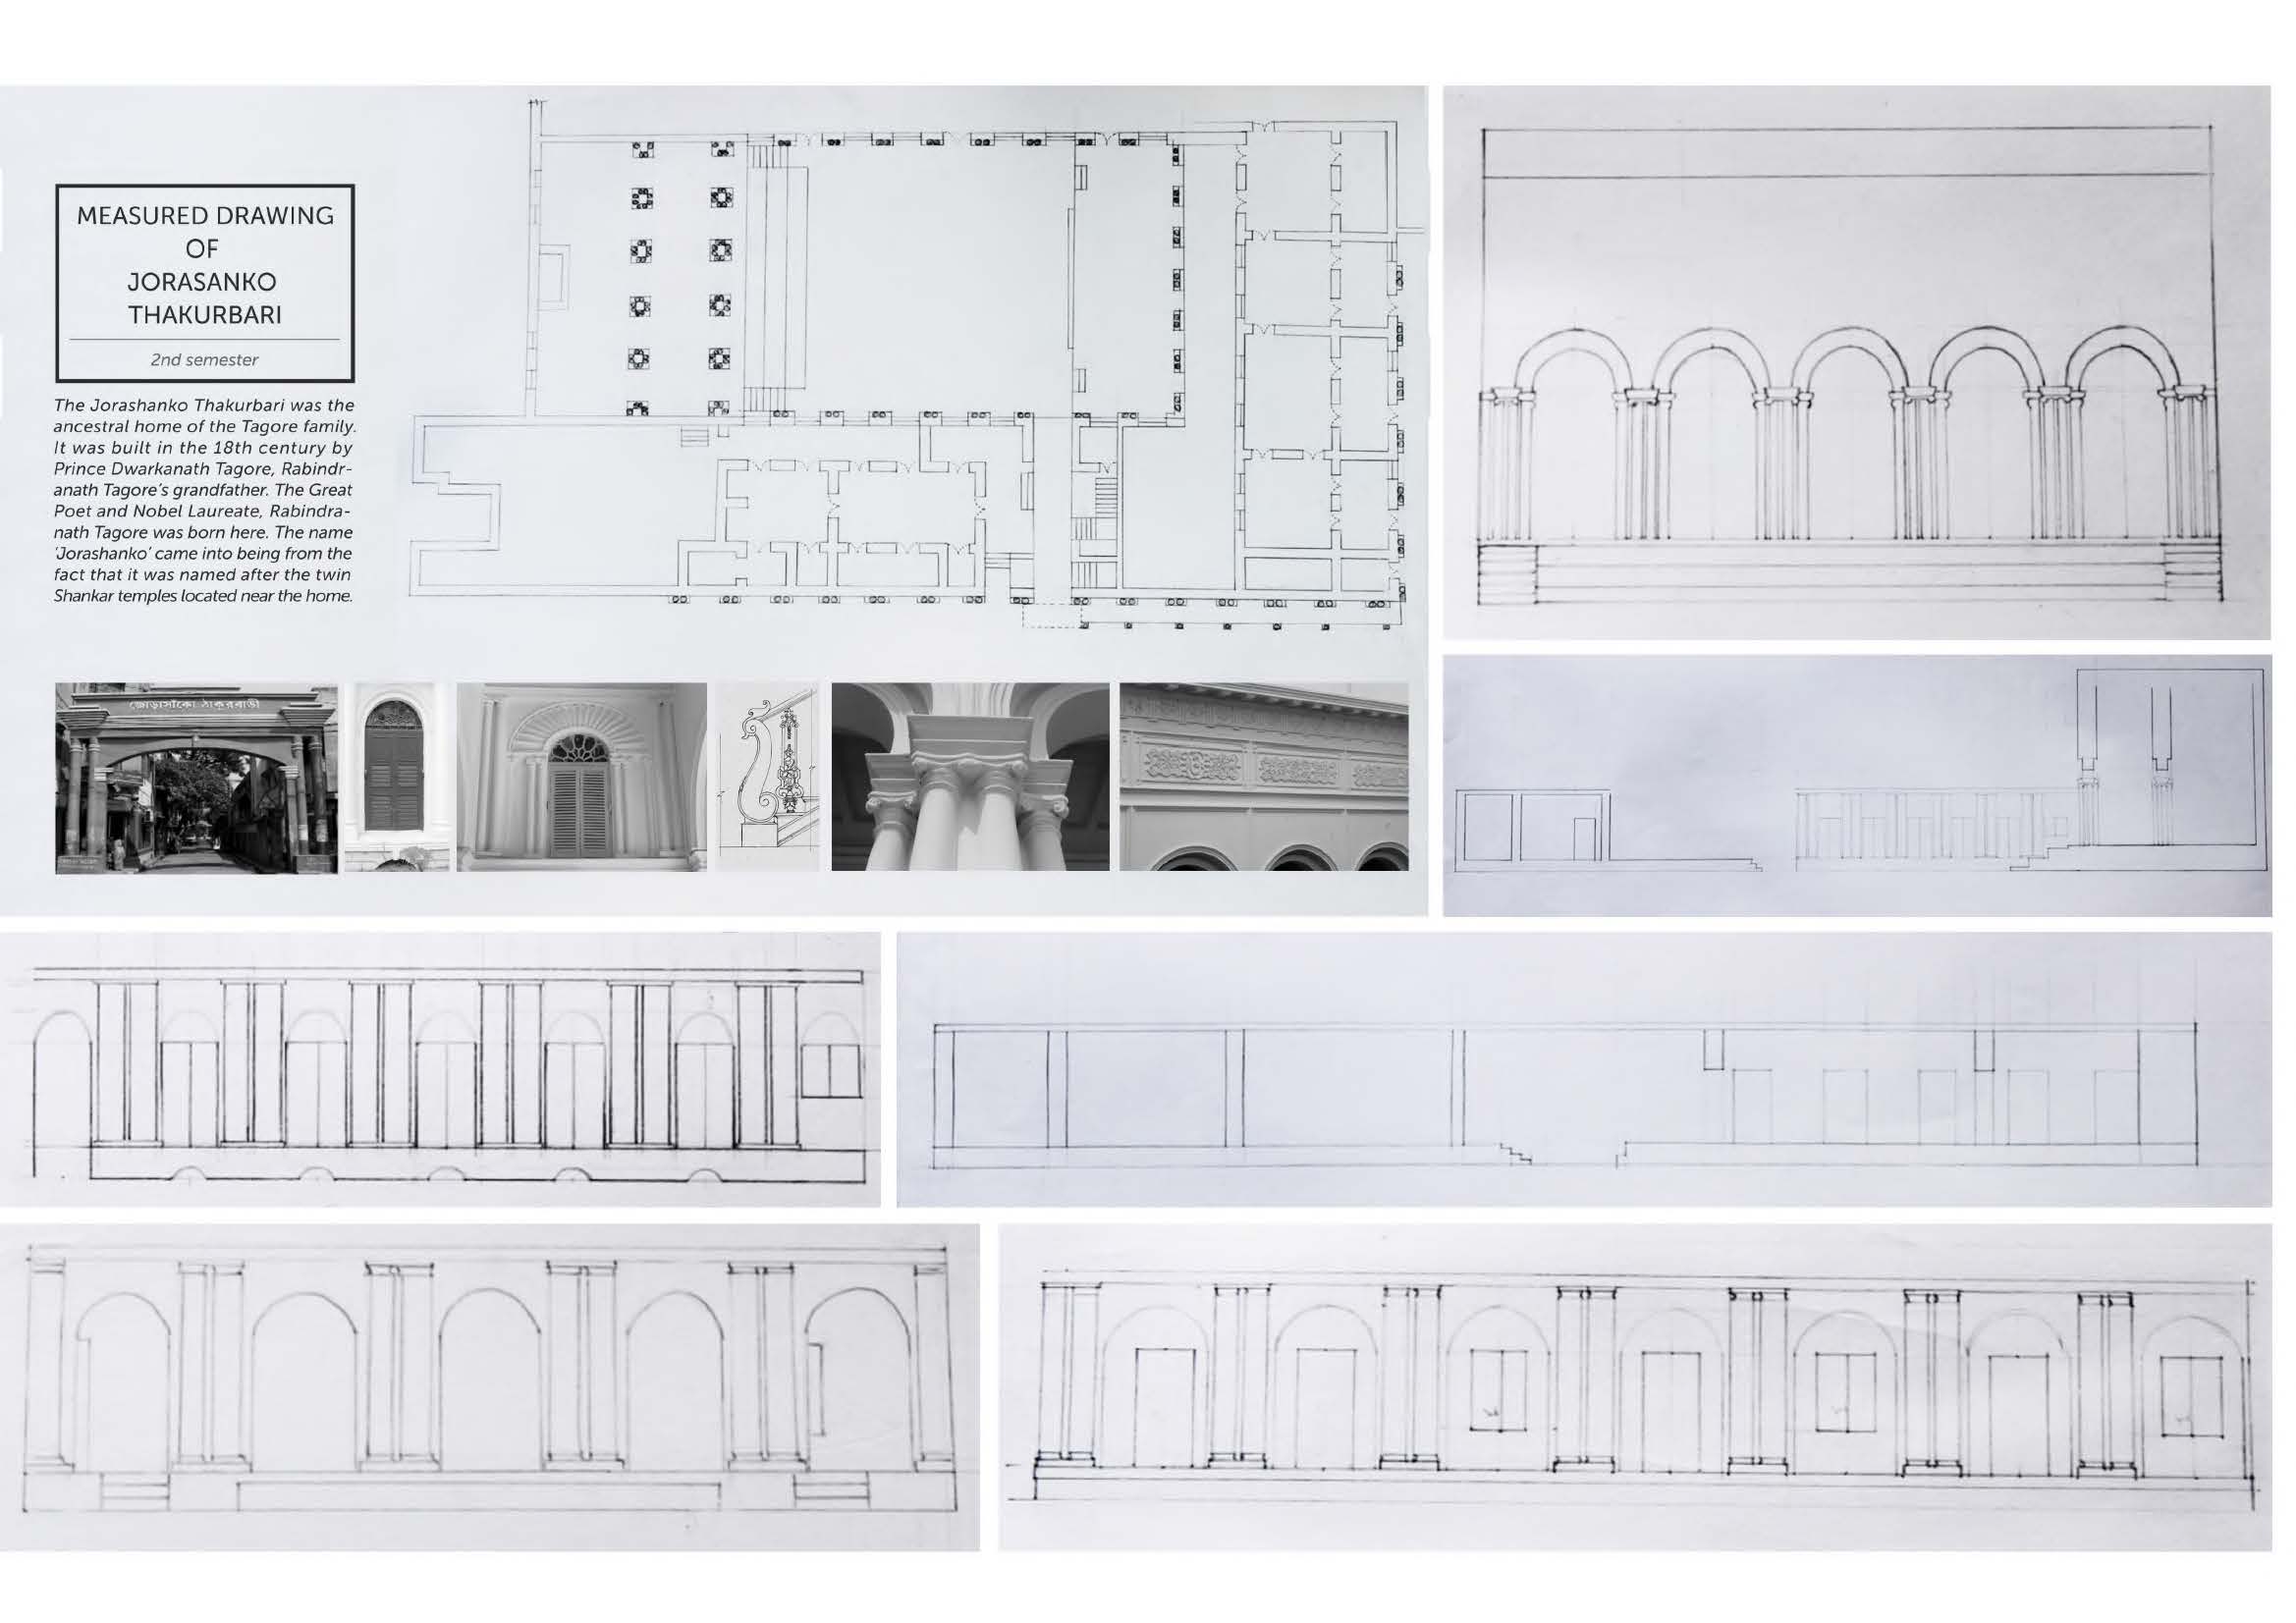 MEASURED DRAWING
OF
JORASANKO
THAKURBARI
2nd semester
The Jorashanko Thakurbari was the
ancestral home of the Tagore family.
It was built in the 18th century by
Prince Dwarkanath Tagore, Rabindr-
anath Tagore's grandfather. The Great
Poet and Nobel Laureate, Rabindra-
nath Tagore was born here. The name
'Jorashanko' came into being from the
fact that it was named after the twin
Shankar temples located near the home.
জোড়াসাঁকো ঠাকুরবাড়ী